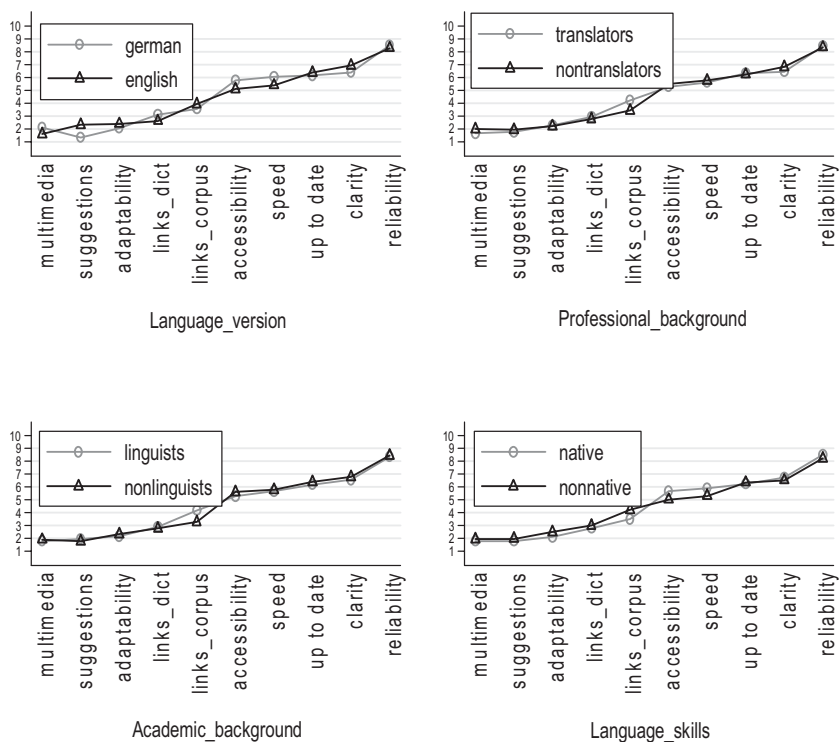 10
9
8
7
6
5
4
3
2
1
german
english
multimedia
suggestions
adaptability
links_dict
links_corpus
accessibility
speed
up to date
clarity
reliability
Language_version
10
9
8
7
6
5
4
3
2
1
translators
nontranslators
multimedia
suggestions
adaptability
links_dict
links_corpus
accessibility
speed
up to date
clarity
reliability
Professional_background
10
9
8
7
6
5
4
3
2
1
linguists
nonlinguists
multimedia
suggestions
adaptability
links_dict
links_corpus
accessibility
speed
up to date
clarity
reliability
Academic_background
10
9
8
7
6
5
4
3
2
1
native
nonnative
multimedia
suggestions
adaptability
links_dict
links_corpus
accessibility
speed
up to date
clarity
reliability
Language_skills